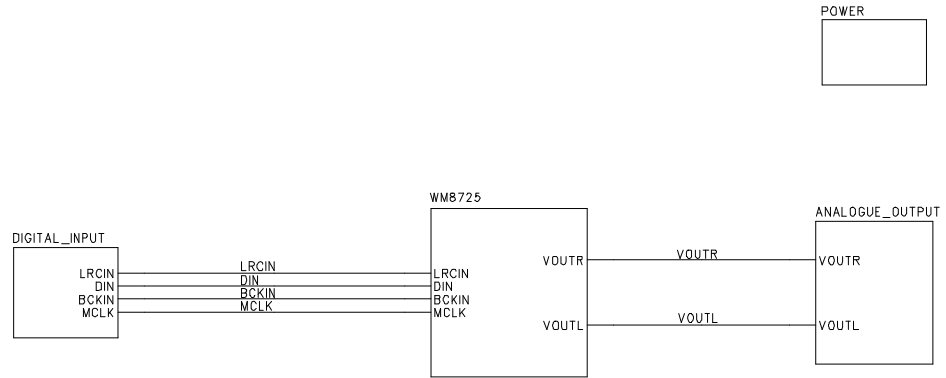 POWER
WM8725
ANALOGUE_OUTPUT
DIGITAL_INPUT
LRCIN
DIN
BCKIN
MCLK
LRCIN
DIN
BCKIN
MCLK
LRCIN
DIN
BCKIN
MCLK
VOUTR
VOUTL
VOUTR
VOUTL
VOUTR
VOUTL